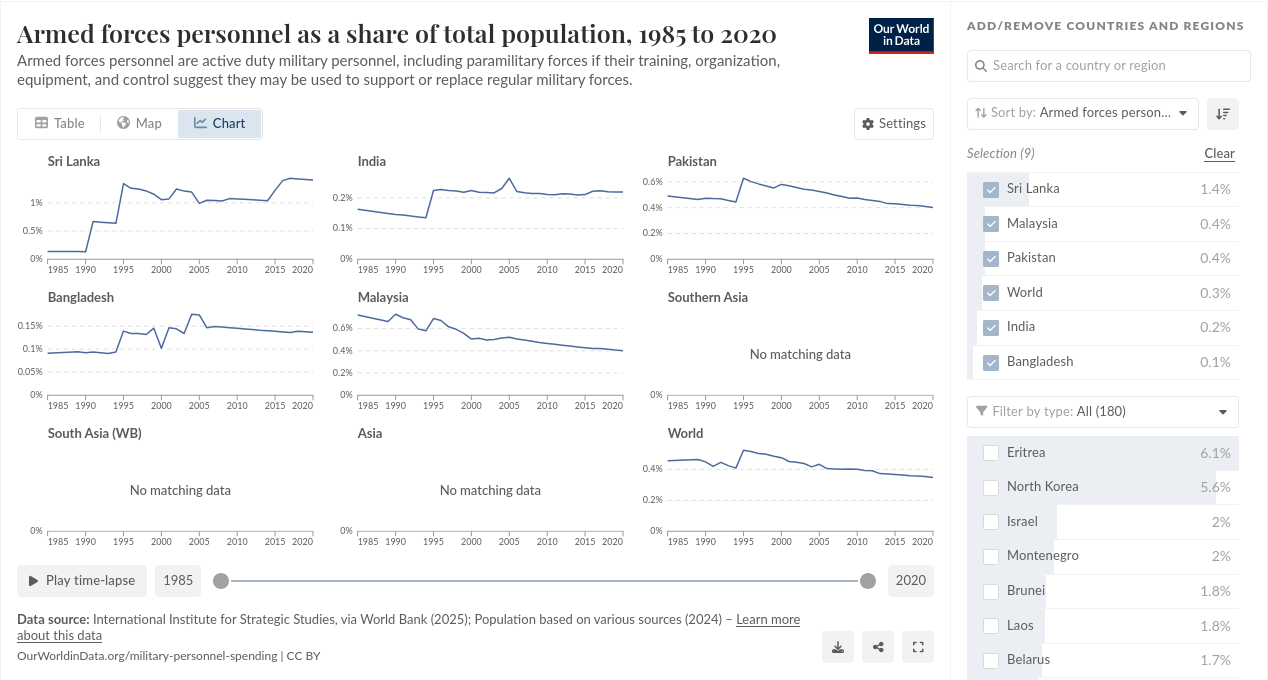 Armed forces personnel as a share of total population, 1985 to 2020
Armed forces personnel are active duty military personnel, including paramilitary forces if their training, organization,
equipment, and control suggest they may be used to support or replace regular military forces.
Our World
in Data
Table
Map
Chart
Settings
Sri Lanka
1%
0.5%
0%
1985 1990 1995 2000 2005 2010 2015 2020
India
0.2%
0.1%
0%
1985 1990 1995 2000 2005 2010 2015 2020
Pakistan
0.6%
0.4%
0.2%
0%
1985 1990 1995 2000 2005 2010 2015 2020
Bangladesh
0.15%
0.1%
0.05%
0%
1985 1990 1995 2000 2005 2010 2015 2020
Malaysia
0.6%
0.4%
0.2%
0%
1985 1990 1995 2000 2005 2010 2015 2020
Southern Asia
No matching data
0%
1985 1990 1995 2000 2005 2010 2015 2020
South Asia (WB)
No matching data
0%
1985 1990 1995 2000 2005 2010 2015 2020
Asia
No matching data
0%
1985 1990 1995 2000 2005 2010 2015 2020
World
0.4%
0.2%
0%
1985 1990 1995 2000 2005 2010 2015 2020
Play time-lapse
1985
2020
Data source: International Institute for Strategic Studies, via World Bank (2025); Population based on various sources (2024) – Learn more
about this data
OurWorldinData.org/military-personnel-spending | CC BY
ADD/REMOVE COUNTRIES AND REGIONS
Search for a country or region
Sort by: Armed forces person...
Selection (9)
Clear
Sri Lanka 1.4%
Malaysia 0.4%
Pakistan 0.4%
World 0.3%
India 0.2%
Bangladesh 0.1%
Filter by type: All (180)
Eritrea 6.1%
North Korea 5.6%
Israel 2%
Montenegro 2%
Brunei 1.8%
Laos 1.8%
Belarus 1.7%